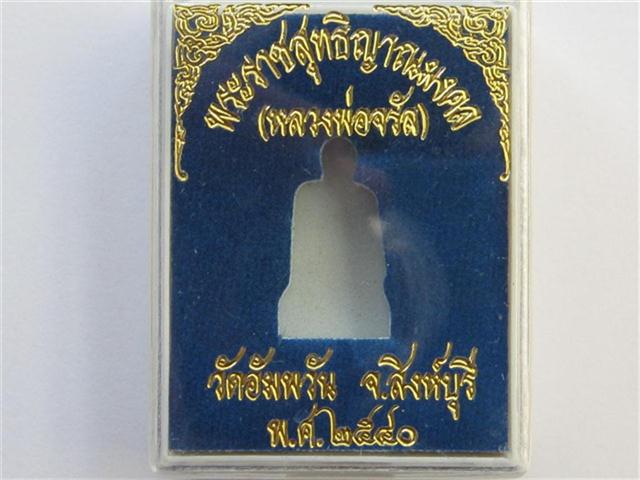 พระราชสุทธิญาณมงคล
(หลวงพ่อจรัล)
วัดอัมพวัน จ.สิงห์บุรี
พ.ศ.๒๕๔๐